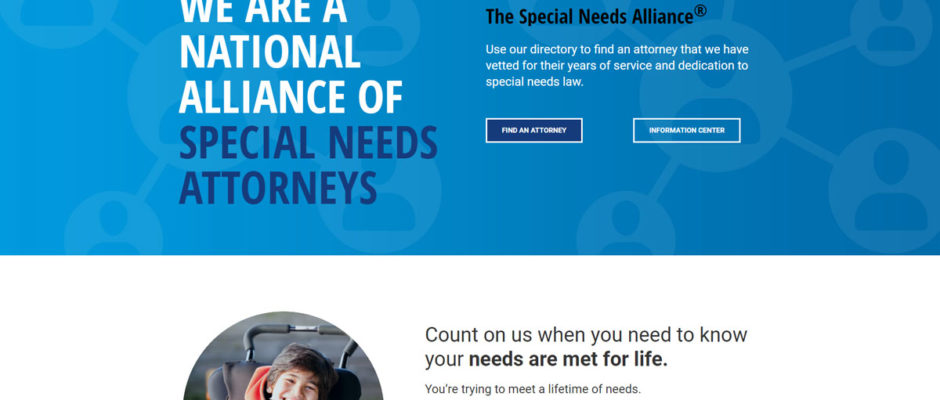 WE ARE A
NATIONAL
ALLIANCE OF
SPECIAL NEEDS
ATTORNEYS
The Special Needs Alliance®
Use our directory to find an attorney that we have
vetted for their years of service and dedication to
special needs law.
FIND AN ATTORNEY
INFORMATION CENTER
Count on us when you need to know
your needs are met for life.
You’re trying to meet a lifetime of needs.